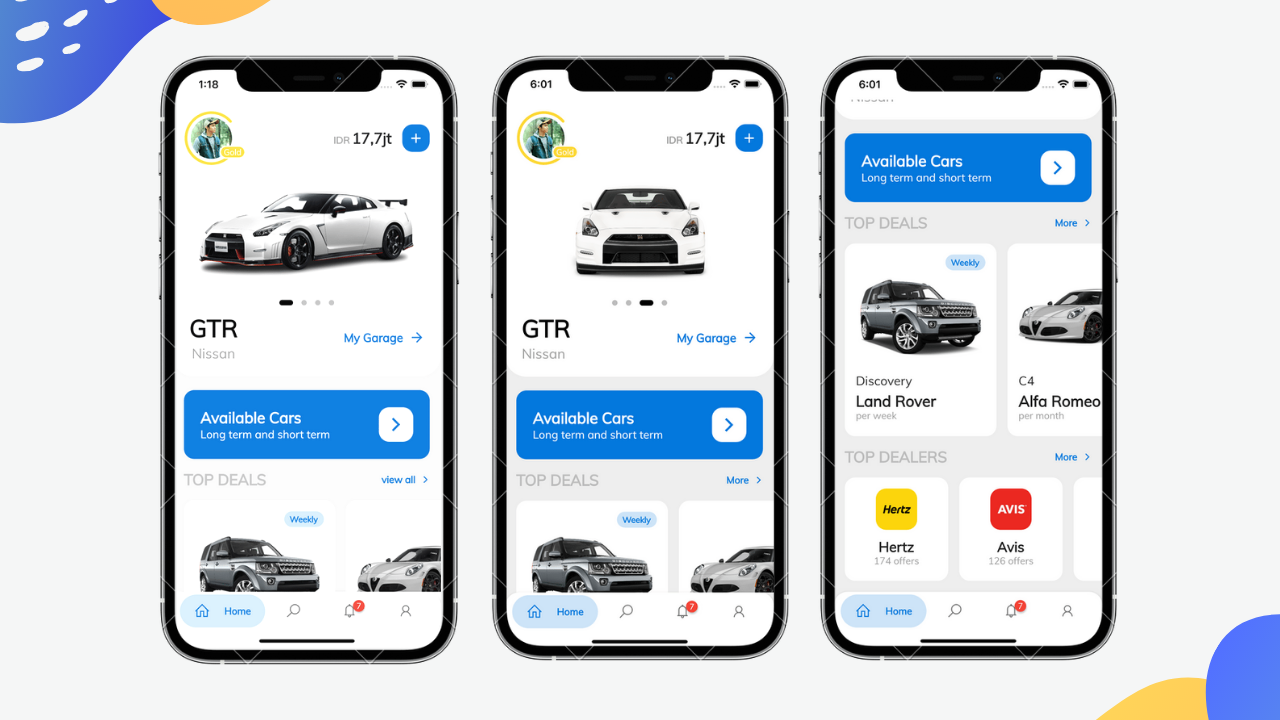 1:18
Gold
IDR 17,7jt
+
GTR
Nissan
My Garage
Available Cars
Long term and short term
TOP DEALS
view all
Weekly
Home
7
6:01
Gold
IDR 17,7jt
+
GTR
Nissan
My Garage
Available Cars
Long term and short term
TOP DEALS
More
Weekly
Home
7
6:01
Nissan
Available Cars
Long term and short term
TOP DEALS
More
Weekly
Discovery
Land Rover
per week
C4
Alfa Romeo
per month
TOP DEALERS
More
Hertz
Hertz
174 offers
AVIS
Avis
126 offers
Home
7